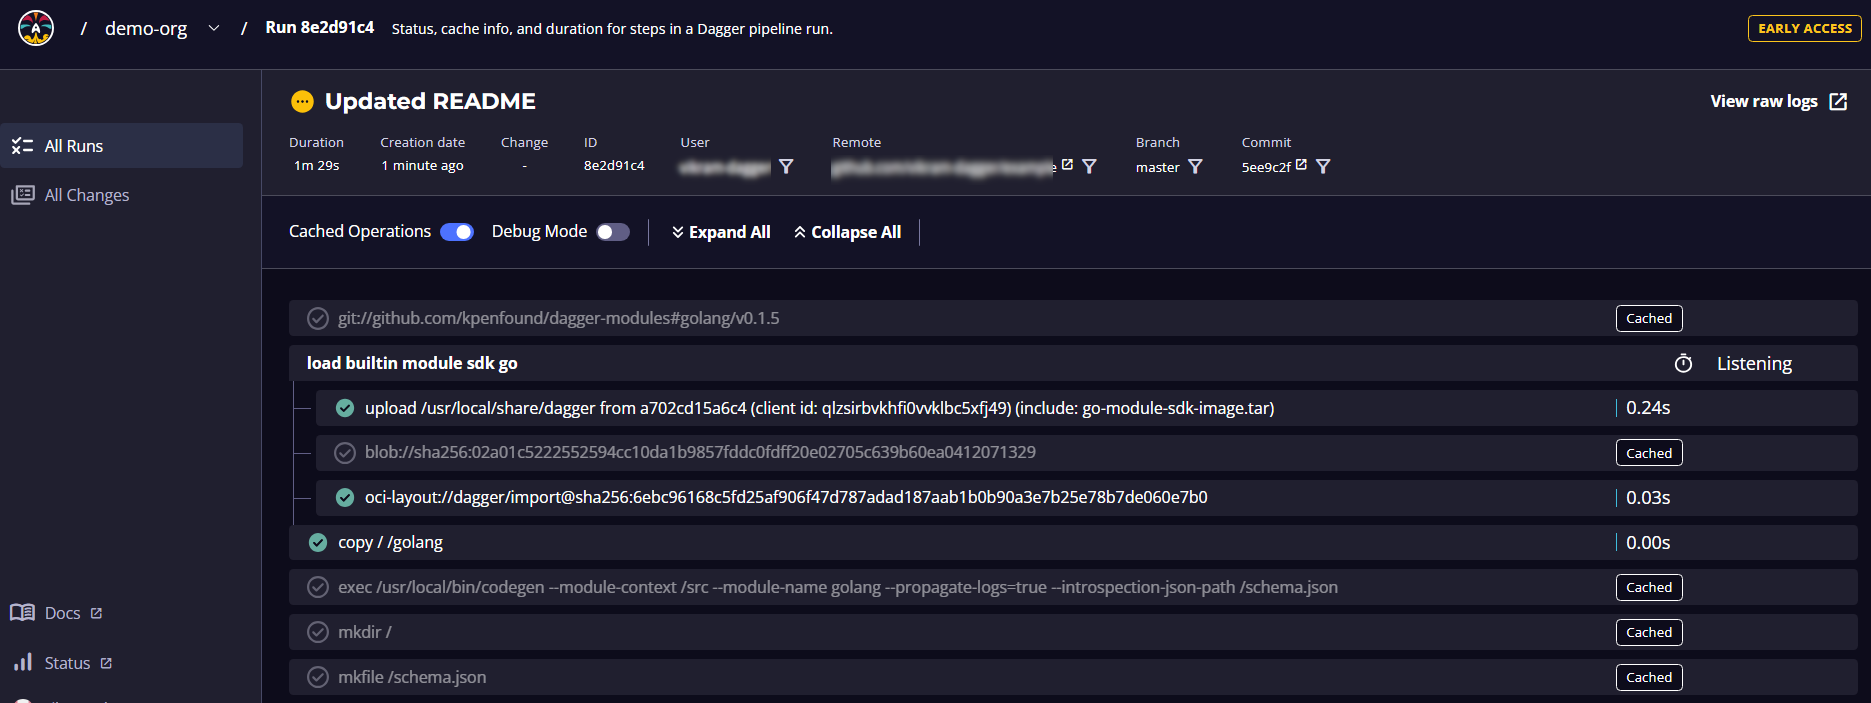 / demo-org / Run 8e2d91c4 Status, cache info, and duration for steps in a Dagger pipeline run. EARLY ACCESS
Updated README
View raw logs
All Runs
All Changes
Duration Creation date Change ID User Remote Branch Commit
1m 29s 1 minute ago - 8e2d91c4 master 5ee9c2f
Cached Operations Debug Mode Expand All Collapse All
git://github.com/kpenfound/dagger-modules#golang/v0.1.5 Cached
load builtin module sdk go Listening
upload /usr/local/share/dagger from a702cd15a6c4 (client id: qlzsirbvkhfi0vvklbc5xfj49) (include: go-module-sdk-image.tar) 0.24s
blob://sha256:02a01c5222552594cc10da1b9857fddc0fdff20e02705c639b60ea0412071329 Cached
oci-layout://dagger/import@sha256:6ebc96168c5fd25af906f47d787adad187aab1b0b90a3e7b25e78b7de060e7b0 0.03s
copy / /golang 0.00s
exec /usr/local/bin/codegen --module-context /src --module-name golang --propagate-logs=true --introspection-json-path /schema.json Cached
mkdir / Cached
mkfile /schema.json Cached
Docs
Status